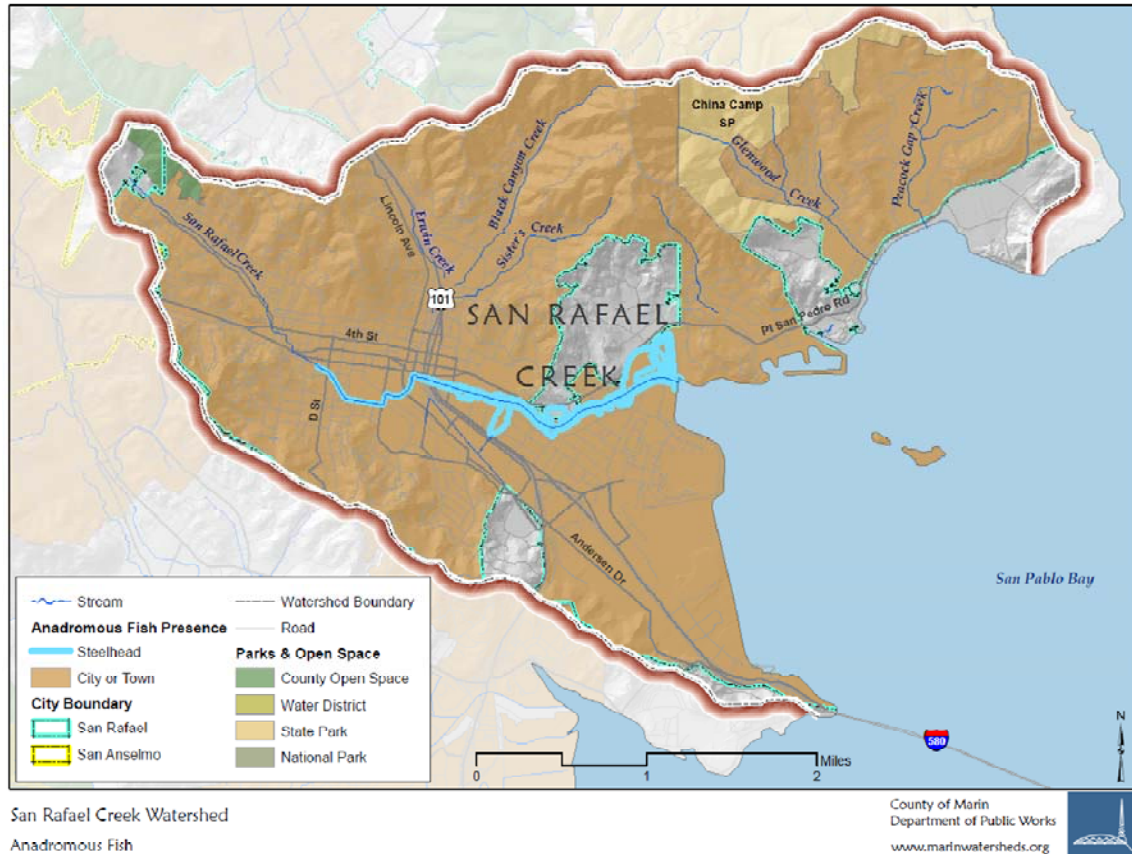 China Camp
SP
Glenwood
Creek
Peacock Gap Creek
Black Canyon Creek
Sister's Creek
Erwin Creek
Lincoln Ave
San Rafael Creek
101
SAN RAFAEL
CREEK
4th St
D St
Pt San Pedro Rd
Andersen Dr
San Pablo Bay
580
Stream
Anadromous Fish Presence
Steelhead
City or Town
City Boundary
San Rafael
San Anselmo
Watershed Boundary
Road
Parks & Open Space
County Open Space
Water District
State Park
National Park
0 1 2 Miles
N
San Rafael Creek Watershed
Anadromous Fish
County of Marin
Department of Public Works
www.marinwatersheds.org